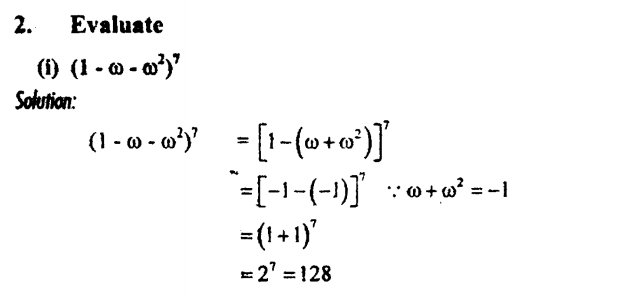 2. Evaluate
(i) (1 - ω - ω²)⁷
Solution:
(1 - ω - ω²)⁷ = [1-(ω+ω²)]⁷
=[-1-(-1)]⁷ ∵ ω+ω² = -1
=(1+1)⁷
=2⁷ =128